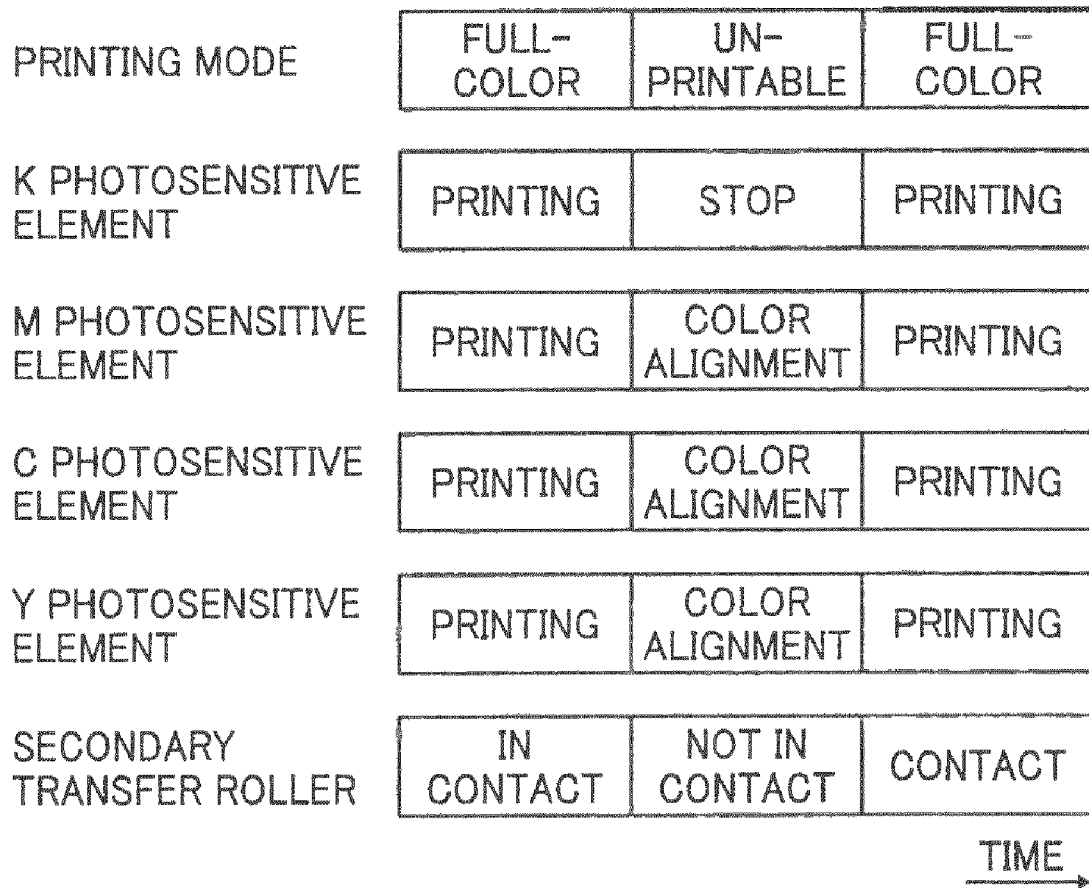 PRINTING MODE
FULL-
COLOR
UN-
PRINTABLE
FULL-
COLOR
K PHOTOSENSITIVE
ELEMENT
PRINTING
STOP
PRINTING
M PHOTOSENSITIVE
ELEMENT
PRINTING
COLOR
ALIGNMENT
PRINTING
C PHOTOSENSITIVE
ELEMENT
PRINTING
COLOR
ALIGNMENT
PRINTING
Y PHOTOSENSITIVE
ELEMENT
PRINTING
COLOR
ALIGNMENT
PRINTING
SECONDARY
TRANSFER ROLLER
IN
CONTACT
NOT IN
CONTACT
CONTACT
TIME